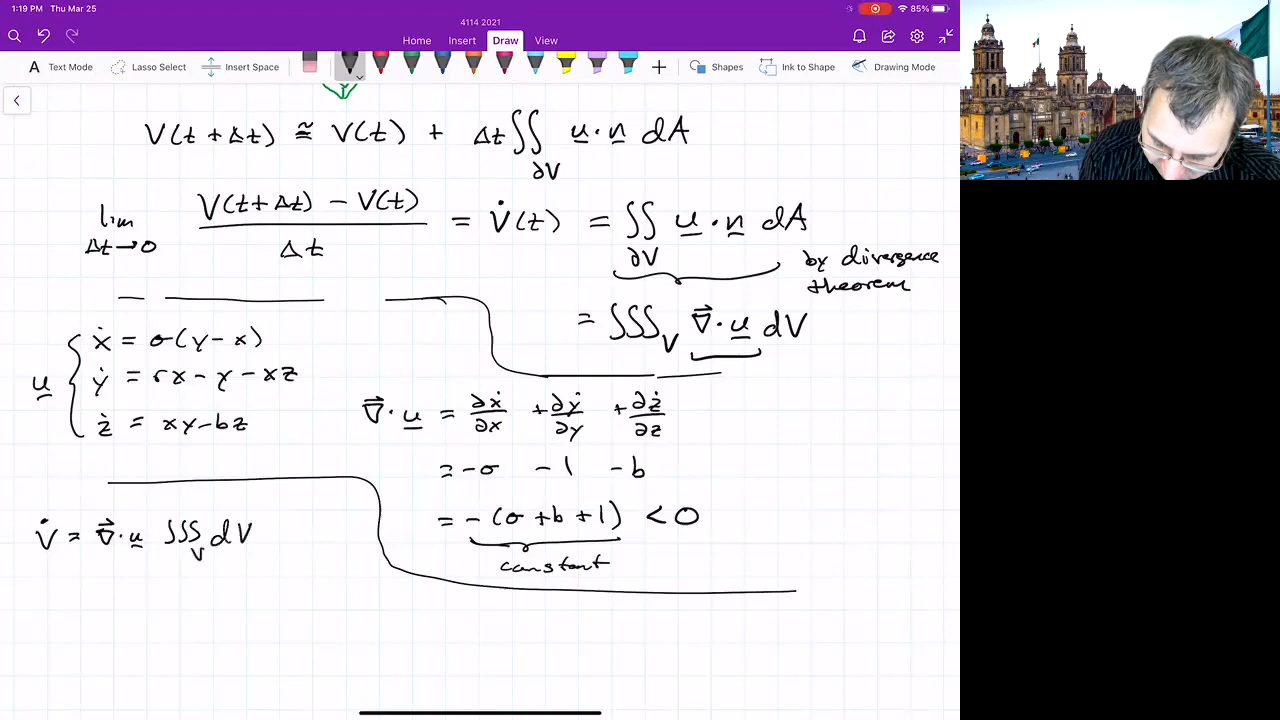 1:19 PM Thu Mar 25
85%
4114 2021
Home Insert Draw View
Text Mode Lasso Select Insert Space Shapes Ink to Shape Drawing Mode
V(t + Δt) ≅ V(t) + Δt ∬_∂V u · n dA
lim Δt→0 (V(t+Δt) − V(t)) / Δt = V̇(t) = ∬_∂V u · n dA
by divergence
theorem
= ∭_V ∇⃗ · u dV
u { ẋ = σ(y − x)
ẏ = rx − y − xz
ż = xy − bz
∇⃗ · u = ∂ẋ/∂x + ∂ẏ/∂y + ∂ż/∂z
= −σ − 1 − b
= −(σ + b + 1) < 0
constant
V̇ = ∇⃗ · u ∭_V dV